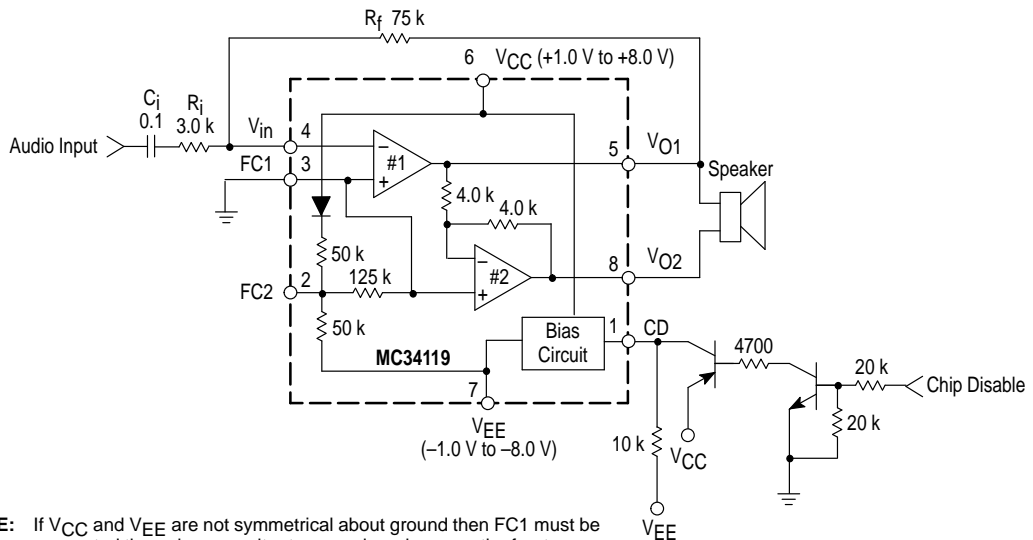 Rf 75 k
6 VCC (+1.0 V to +8.0 V)
Ci
0.1
Ri
3.0 k
Vin
4
Audio Input
FC1
3
–
#1
+
5
VO1
Speaker
4.0 k
4.0 k
50 k
FC2
2
125 k
–
#2
+
8
VO2
50 k
MC34119
Bias
Circuit
1
CD
4700
20 k
Chip Disable
7
VEE
(–1.0 V to –8.0 V)
10 k
VCC
20 k
VEE
E: If VCC and VEE are not symmetrical about ground then FC1 must be